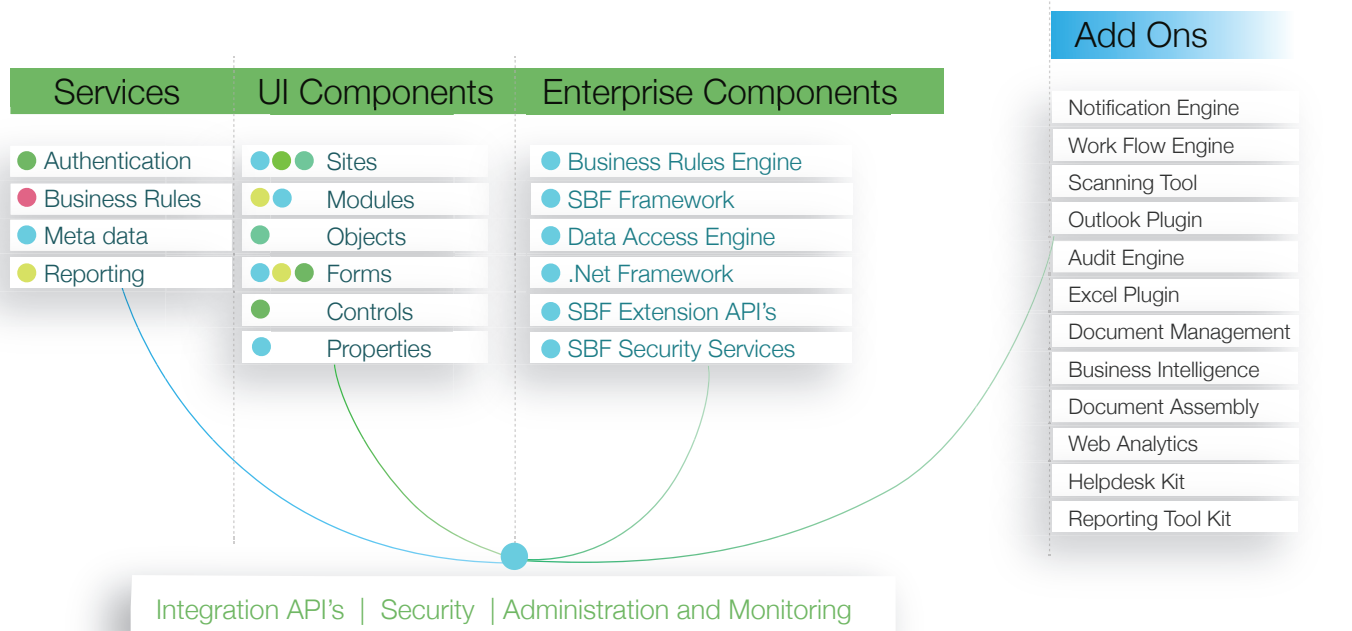 Add Ons
Services
UI Components
Enterprise Components
Authentication
Business Rules
Meta data
Reporting
Sites
Modules
Objects
Forms
Controls
Properties
Business Rules Engine
SBF Framework
Data Access Engine
.Net Framework
SBF Extension API's
SBF Security Services
Notification Engine
Work Flow Engine
Scanning Tool
Outlook Plugin
Audit Engine
Excel Plugin
Document Management
Business Intelligence
Document Assembly
Web Analytics
Helpdesk Kit
Reporting Tool Kit
Integration API's | Security | Administration and Monitoring